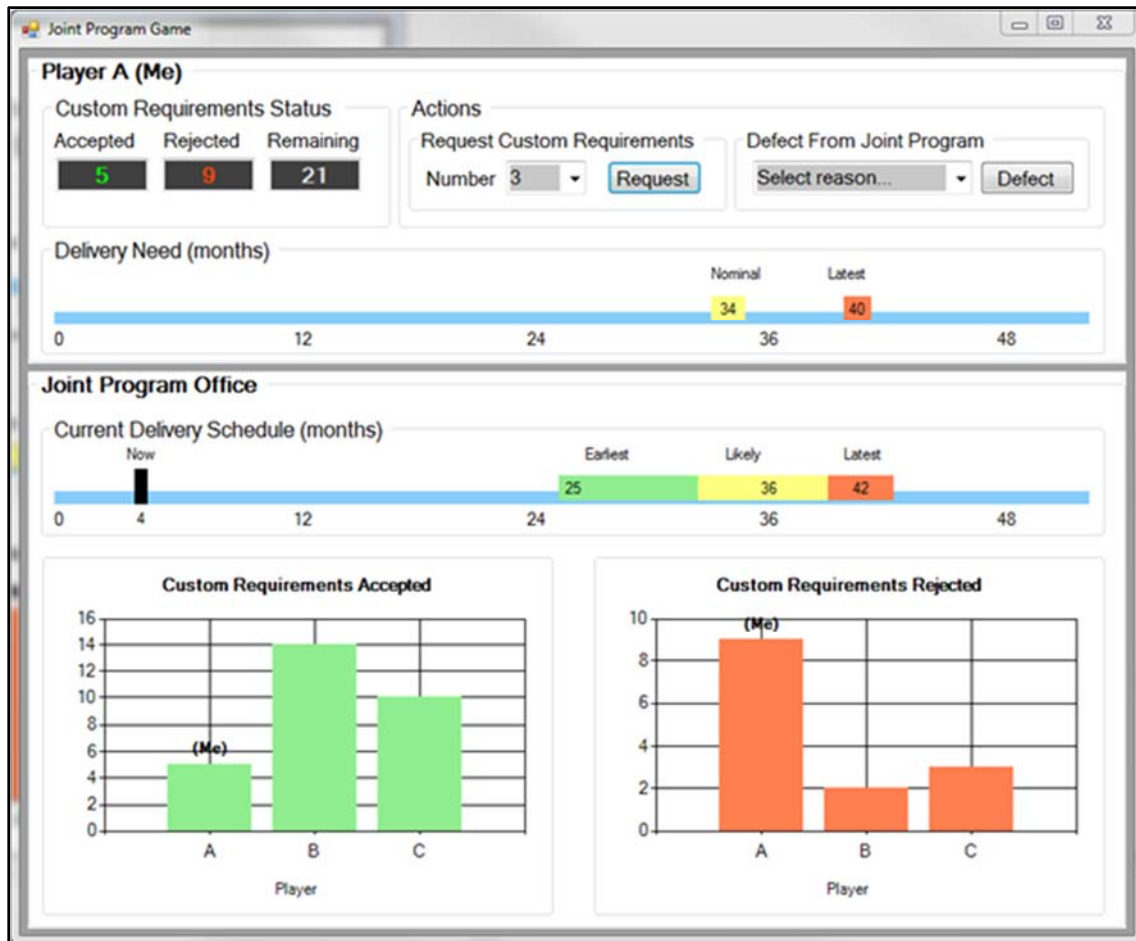 Joint Program Game
Player A (Me)
Custom Requirements Status
Accepted Rejected Remaining
5 9 21
Actions
Request Custom Requirements
Number 3 Request
Defect From Joint Program
Select reason... Defect
Delivery Need (months)
Nominal Latest
34 40
0 12 24 36 48
Joint Program Office
Current Delivery Schedule (months)
Now Earliest Likely Latest
25 36 42
0 4 12 24 36 48
Custom Requirements Accepted
16
14
12
10
8
6
4
2
0
(Me)
A B C
Player
Custom Requirements Rejected
10
8
6
4
2
0
(Me)
A B C
Player